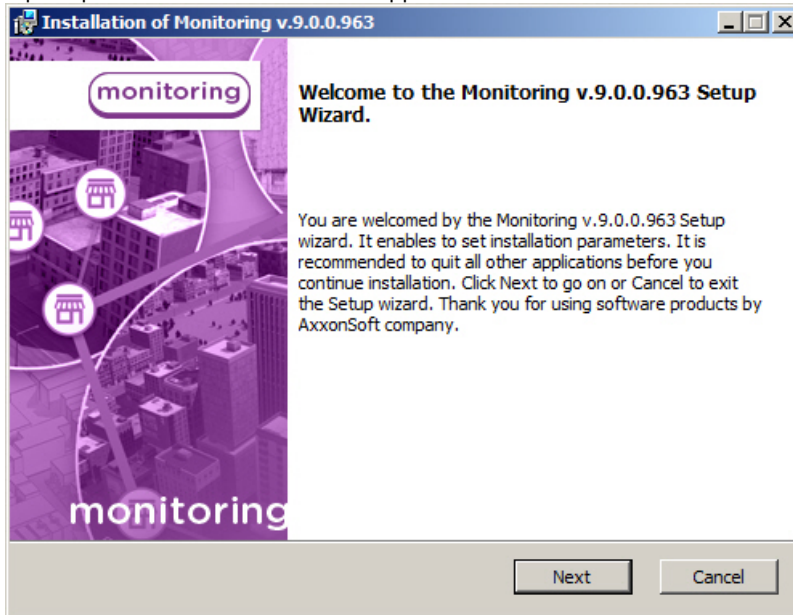 Installation of Monitoring v.9.0.0.963
monitoring
Welcome to the Monitoring v.9.0.0.963 Setup
Wizard.
You are welcomed by the Monitoring v.9.0.0.963 Setup
wizard. It enables to set installation parameters. It is
recommended to quit all other applications before you
continue installation. Click Next to go on or Cancel to exit
the Setup wizard. Thank you for using software products by
AxxonSoft company.
monitoring
Next
Cancel